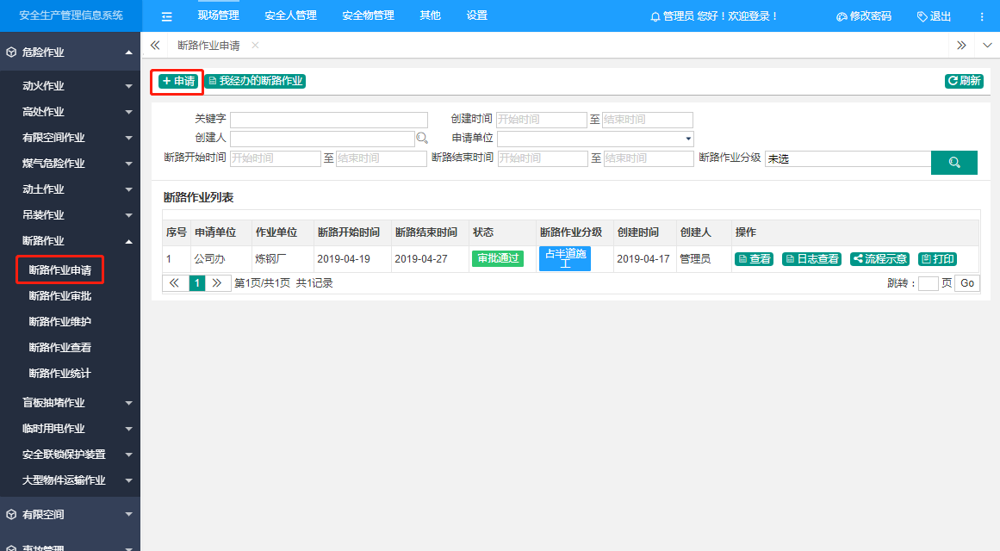 安全生产管理信息系统
现场管理 安全人管理 安全物管理 其他 设置
管理员 您好！欢迎登录！
修改密码 退出
危险作业
动火作业
高处作业
有限空间作业
煤气危险作业
动土作业
吊装作业
断路作业
断路作业申请
断路作业审批
断路作业维护
断路作业查看
断路作业统计
盲板抽堵作业
临时用电作业
安全联锁保护装置
大型物件运输作业
有限空间
事故管理
断路作业申请 ×
+ 申请 我经办的断路作业 刷新
关键字 创建时间 开始时间 至 结束时间
创建人 申请单位
断路开始时间 开始时间 至 结束时间 断路结束时间 开始时间 至 结束时间 断路作业分级 未选
断路作业列表
序号 申请单位 作业单位 断路开始时间 断路结束时间 状态 断路作业分级 创建时间 创建人 操作
1 公司办 炼钢厂 2019-04-19 2019-04-27 审批通过 占半道施工 2019-04-17 管理员 查看 日志查看 流程示意 打印
1 第1页/共1页 共1记录 跳转： 页 Go